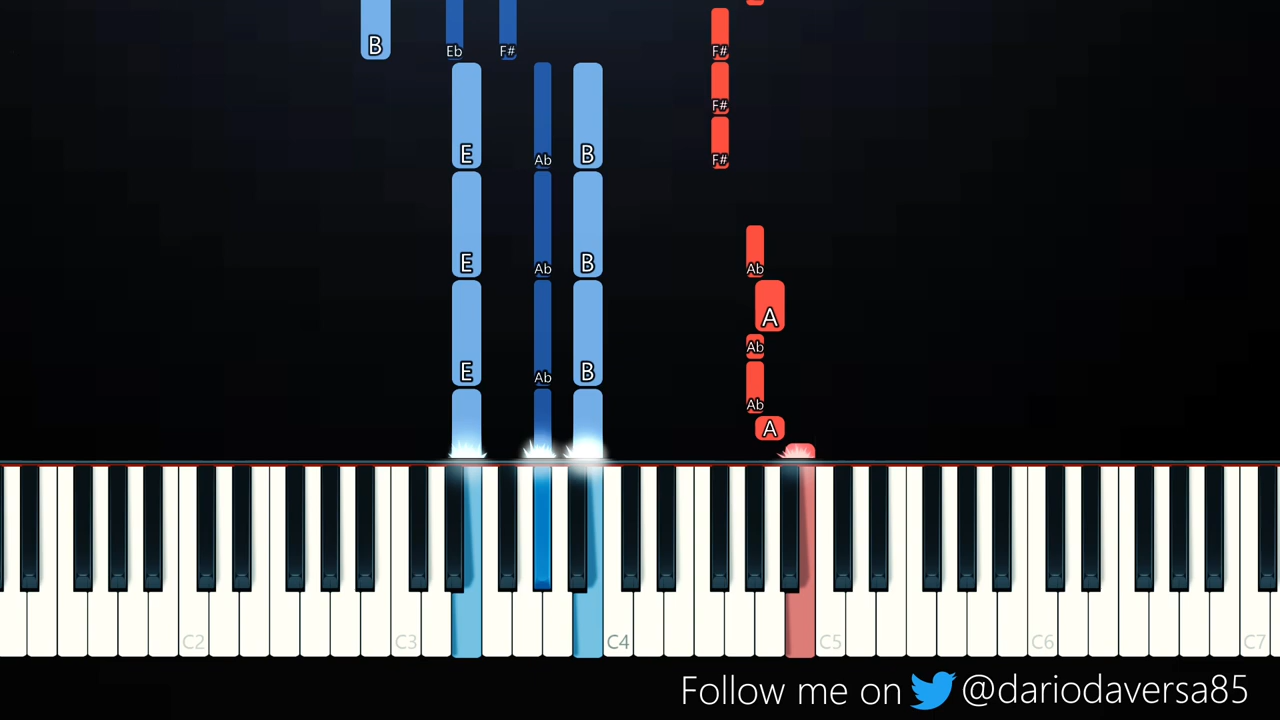 B Eb F# F#
F#
E Ab B F#
E Ab B Ab
A
Ab
E Ab B
Ab
A
C2 C3 C4 C5 C6 C7
Follow me on @dariodaversa85